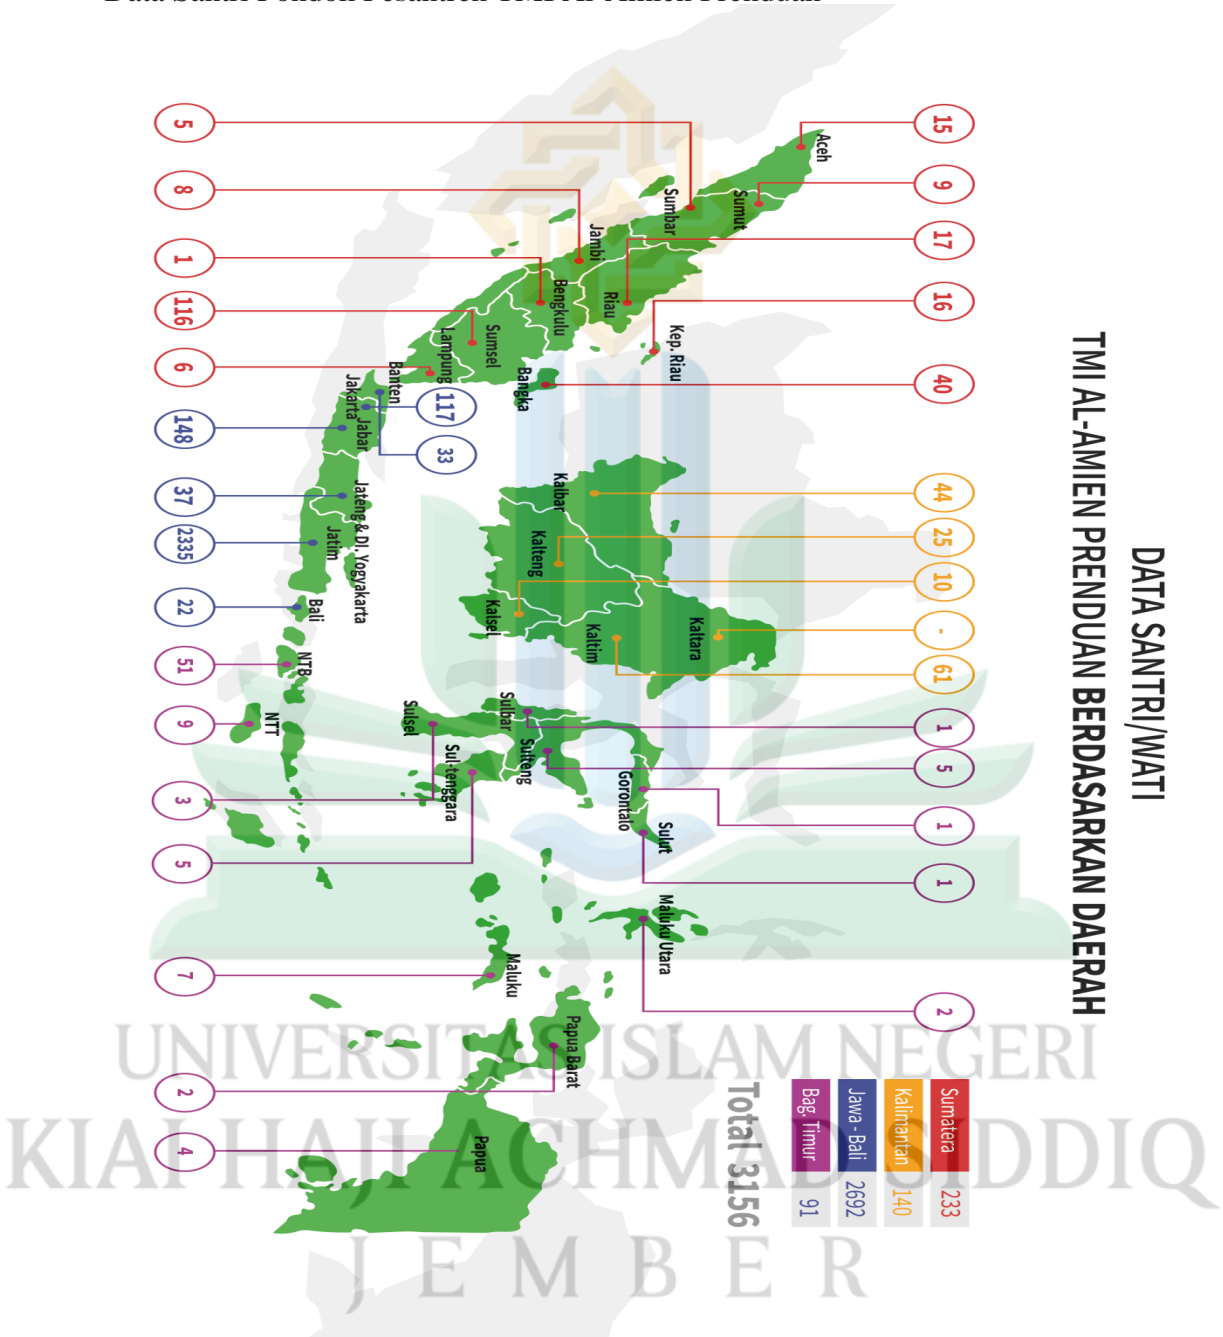 DATA SANTRI/WATI
TMI AL-AMIEN PRENDUAN BERDASARKAN DAERAH
15
9
17
16
40
44
25
10
-
61
1
5
1
1
2
Aceh
Sumut
Sumbar
Riau
Kep. Riau
Jambi
Bengkulu
Sumsel
Lampung
Bangka
Banten
Jakarta
Jabar
Jateng & DI. Yogyakarta
Jatim
Bali
NTB
NTT
Kalbar
Kalteng
Kalsel
Kaltim
Kaltara
Sulbar
Sulsel
Sulteng
Sul-tenggara
Gorontalo
Sulut
Maluku Utara
Maluku
Papua Barat
Papua
117
33
5
8
1
116
6
148
37
2335
22
51
9
3
5
7
2
4
Sumatera 233
Kalimantan 140
Jawa - Bali 2692
Bag. Timur 91
Total 3156
UNIVERSITAS ISLAM NEGERI
KIAI HAJI ACHMAD SIDDIQ
JEMBER